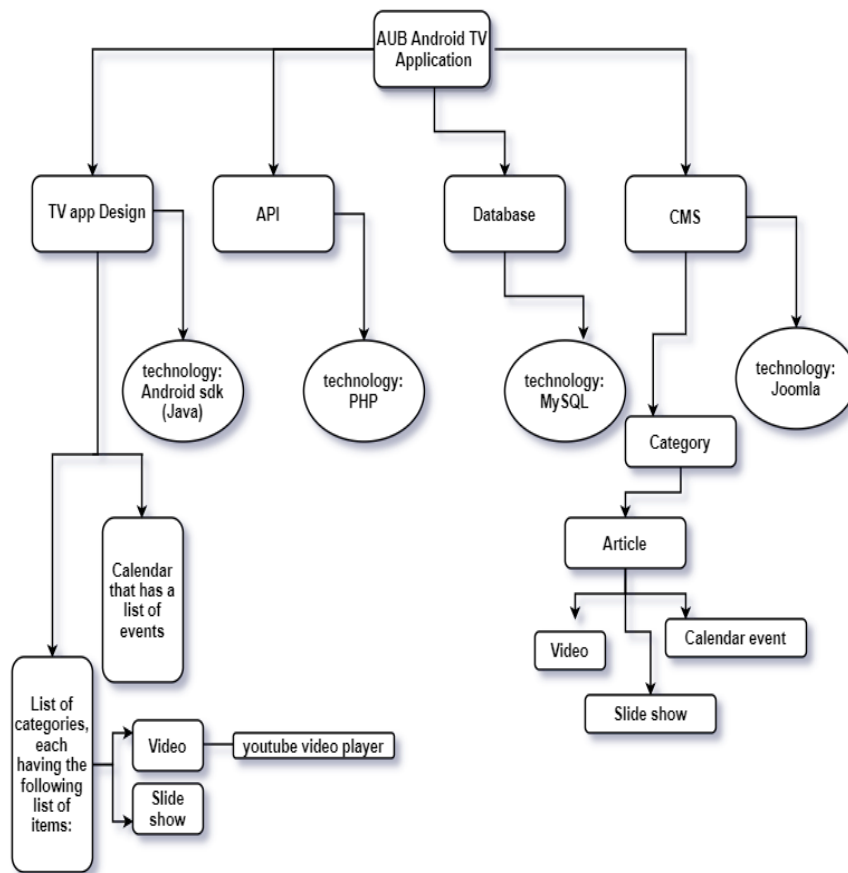 AUB Android TV
Application
TV app Design
API
Database
CMS
technology:
Android sdk
(Java)
technology:
PHP
technology:
MySQL
technology:
Joomla
Category
Article
Video
Calendar event
Slide show
Calendar
that has a
list of
events
List of
categories,
each
having the
following
list of
items:
Video
youtube video player
Slide
show